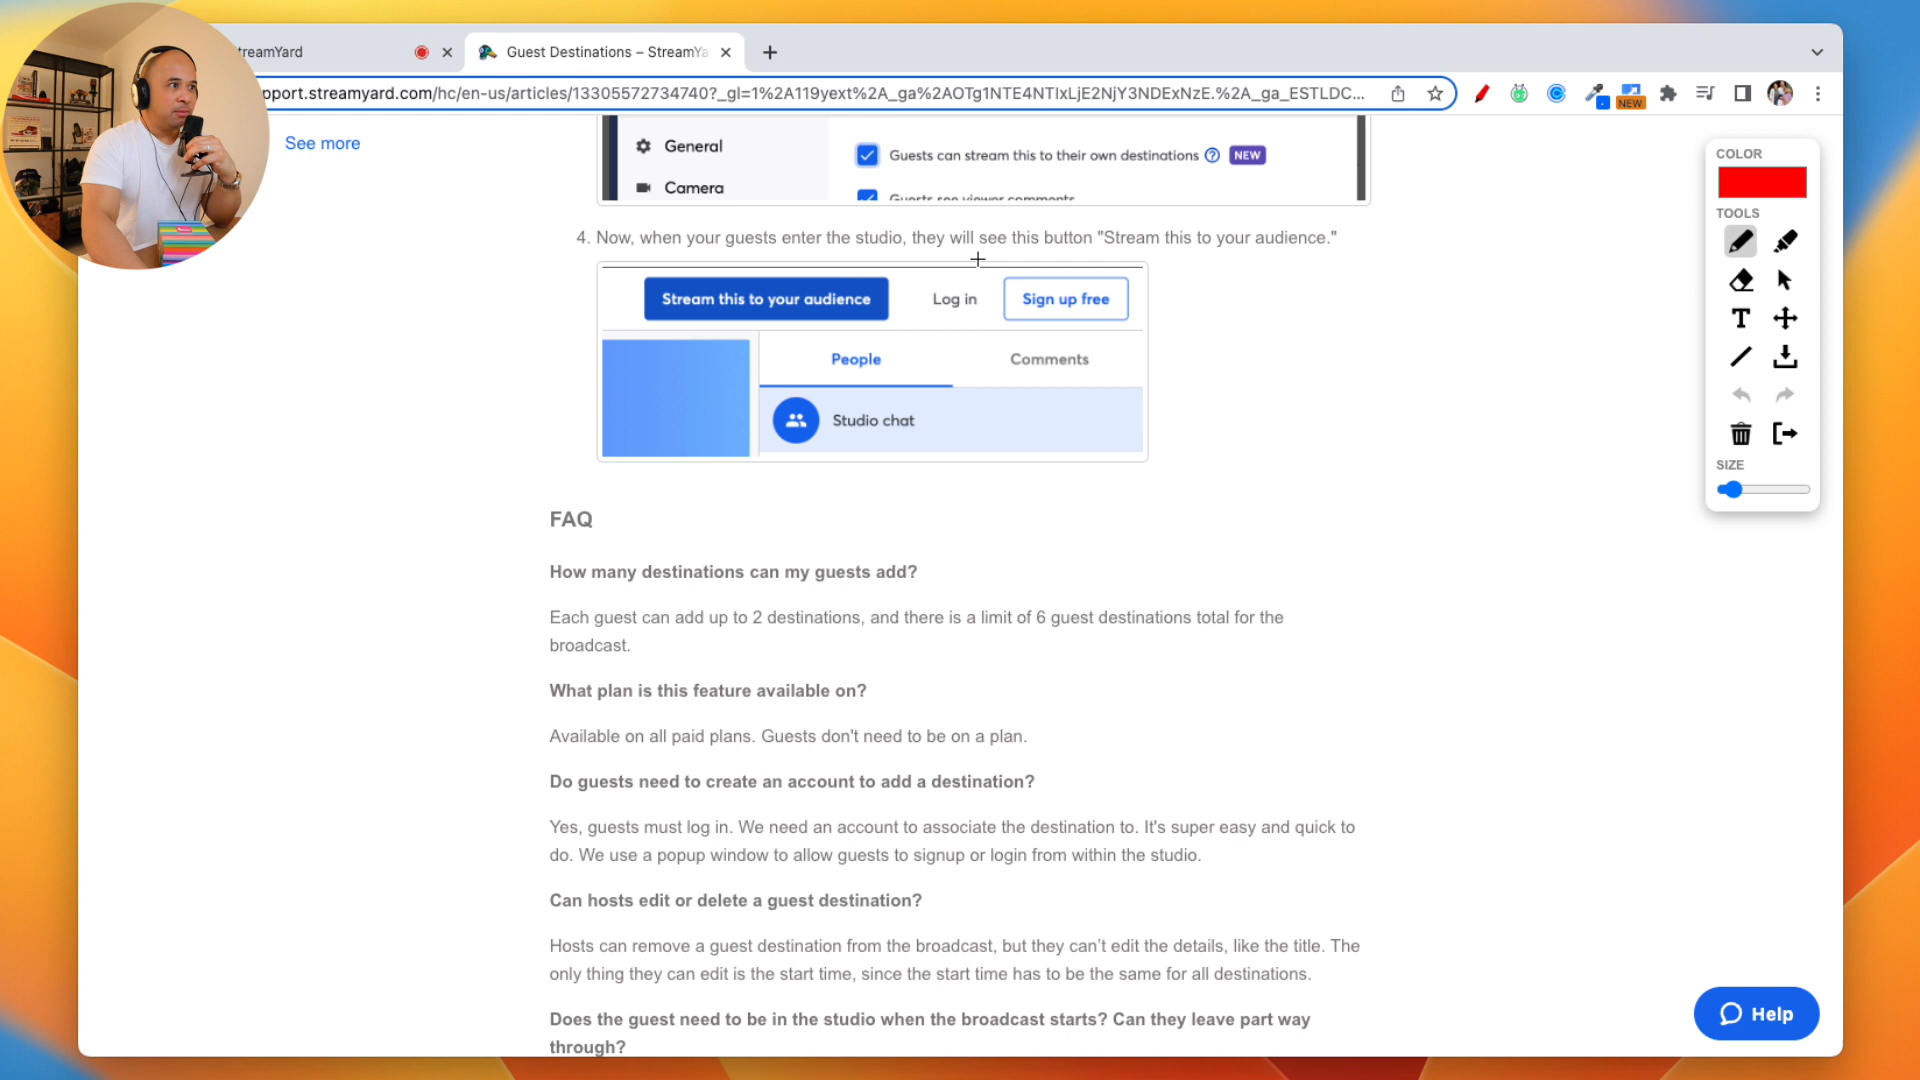 treamYard
Guest Destinations – StreamYa
pport.streamyard.com/hc/en-us/articles/13305572734740?_gl=1%2A119yext%2A_ga%2AOTg1NTE4NTIxLjE2NjY3NDExNzE.%2A_ga_ESTLDC...
NEW
See more
General
Guests can stream this to their own destinations
NEW
Camera
Guests see viewer comments
4. Now, when your guests enter the studio, they will see this button "Stream this to your audience."
Stream this to your audience
Log in
Sign up free
People
Comments
Studio chat
FAQ
How many destinations can my guests add?
Each guest can add up to 2 destinations, and there is a limit of 6 guest destinations total for the
broadcast.
What plan is this feature available on?
Available on all paid plans. Guests don't need to be on a plan.
Do guests need to create an account to add a destination?
Yes, guests must log in. We need an account to associate the destination to. It's super easy and quick to
do. We use a popup window to allow guests to signup or login from within the studio.
Can hosts edit or delete a guest destination?
Hosts can remove a guest destination from the broadcast, but they can’t edit the details, like the title. The
only thing they can edit is the start time, since the start time has to be the same for all destinations.
Does the guest need to be in the studio when the broadcast starts? Can they leave part way
through?
COLOR
TOOLS
T
SIZE
Help